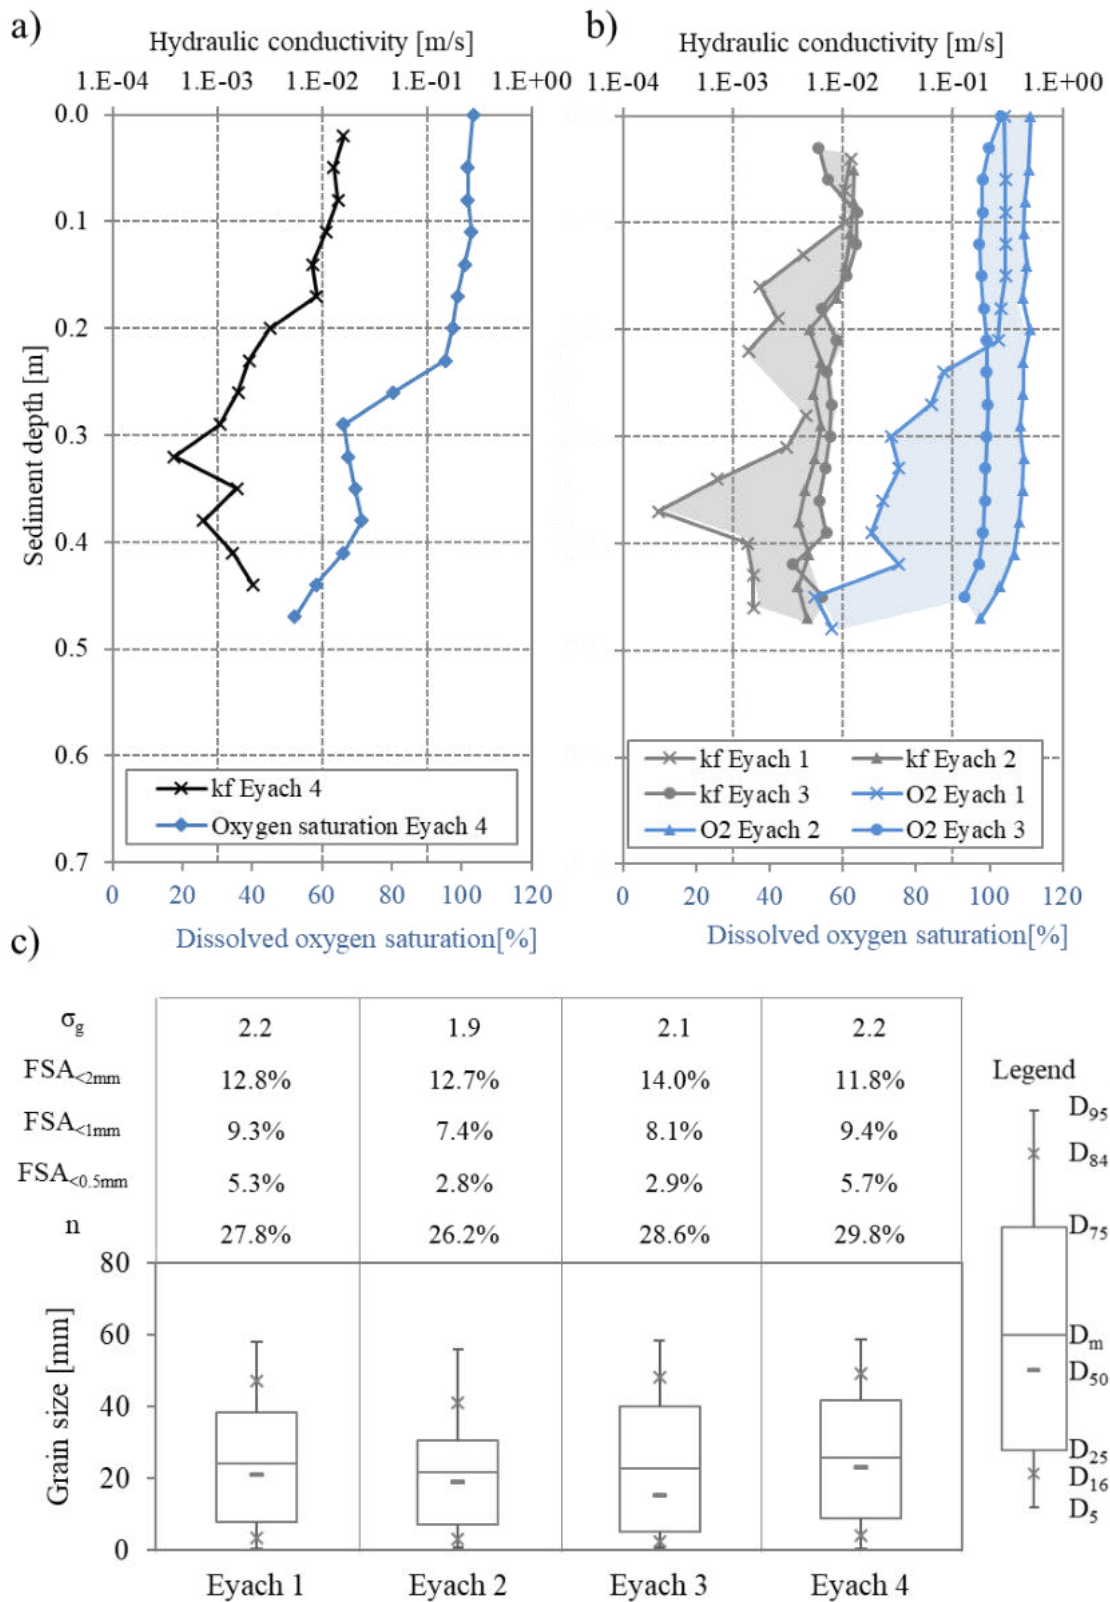 a)
Hydraulic conductivity [m/s]
1.E-04 1.E-03 1.E-02 1.E-01 1.E+00
0.0
0.1
0.2
0.3
0.4
0.5
0.6
0.7
Sediment depth [m]
kf Eyach 4
Oxygen saturation Eyach 4
0 20 40 60 80 100 120
Dissolved oxygen saturation[%]
b)
Hydraulic conductivity [m/s]
1.E-04 1.E-03 1.E-02 1.E-01 1.E+00
kf Eyach 1 kf Eyach 2
kf Eyach 3 O2 Eyach 1
O2 Eyach 2 O2 Eyach 3
0 20 40 60 80 100 120
Dissolved oxygen saturation[%]
c)
σg 2.2 1.9 2.1 2.2
FSA<2mm 12.8% 12.7% 14.0% 11.8%
FSA<1mm 9.3% 7.4% 8.1% 9.4%
FSA<0.5mm 5.3% 2.8% 2.9% 5.7%
n 27.8% 26.2% 28.6% 29.8%
80
60
40
20
0
Grain size [mm]
Eyach 1 Eyach 2 Eyach 3 Eyach 4
Legend
D95
D84
D75
Dm
D50
D25
D16
D5